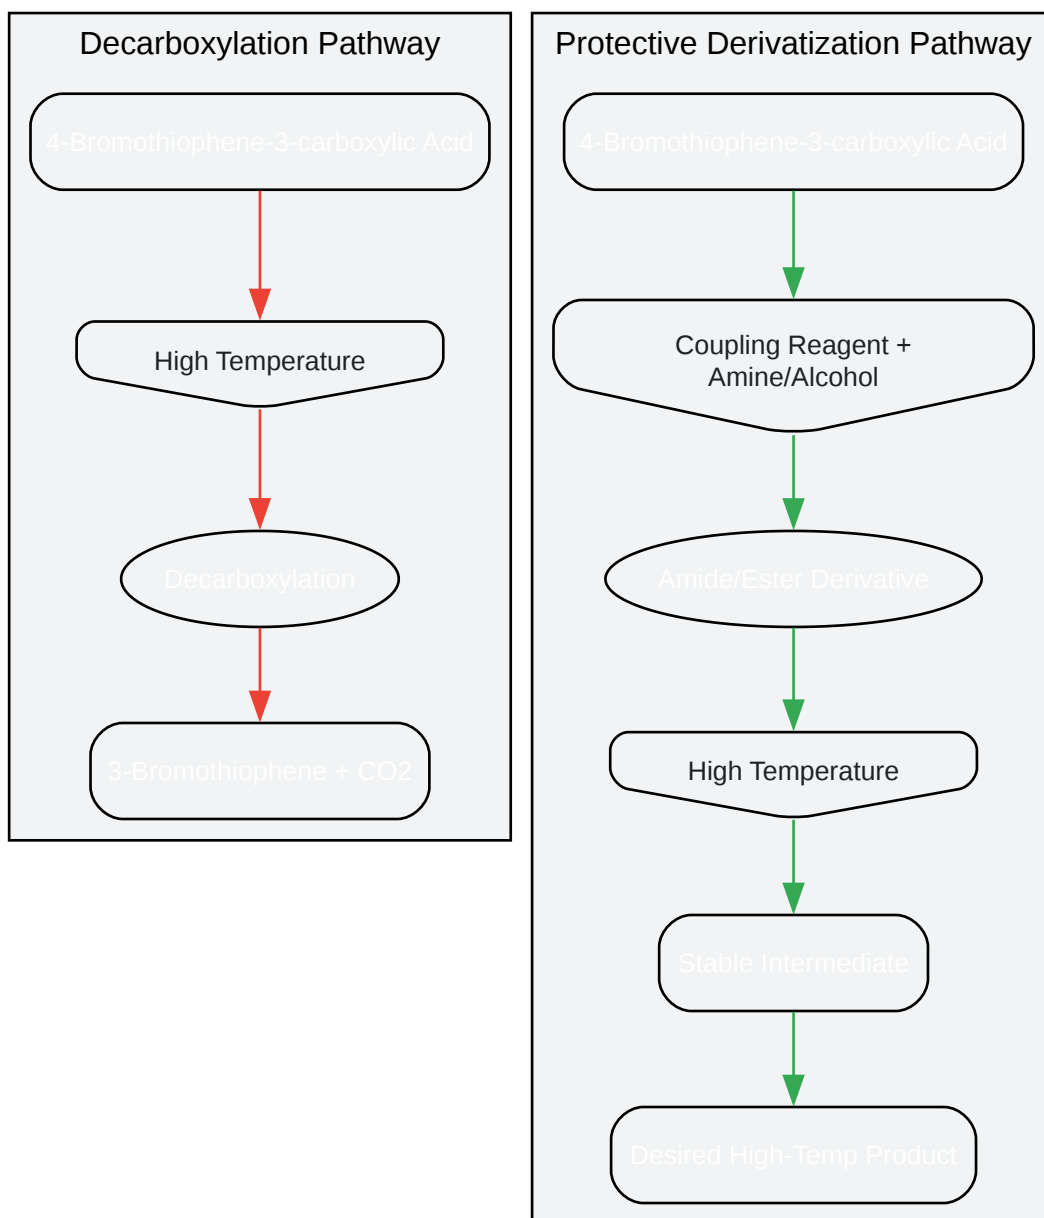 Decarboxylation Pathway
4-Bromothiophene-3-carboxylic Acid
High Temperature
Decarboxylation
3-Bromothiophene + CO2
Protective Derivatization Pathway
4-Bromothiophene-3-carboxylic Acid
Coupling Reagent +
Amine/Alcohol
Amide/Ester Derivative
High Temperature
Stable Intermediate
Desired High-Temp Product